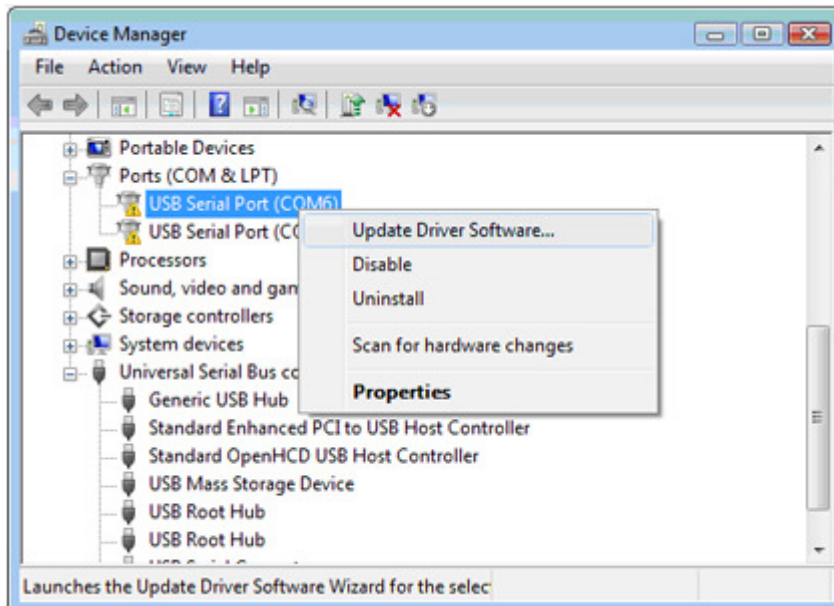 Device Manager
File Action View Help
Portable Devices
Ports (COM & LPT)
USB Serial Port (COM6)
USB Serial Port (CO
Update Driver Software...
Disable
Uninstall
Scan for hardware changes
Properties
Processors
Sound, video and gam
Storage controllers
System devices
Universal Serial Bus co
Generic USB Hub
Standard Enhanced PCI to USB Host Controller
Standard OpenHCD USB Host Controller
USB Mass Storage Device
USB Root Hub
USB Root Hub
Launches the Update Driver Software Wizard for the selec